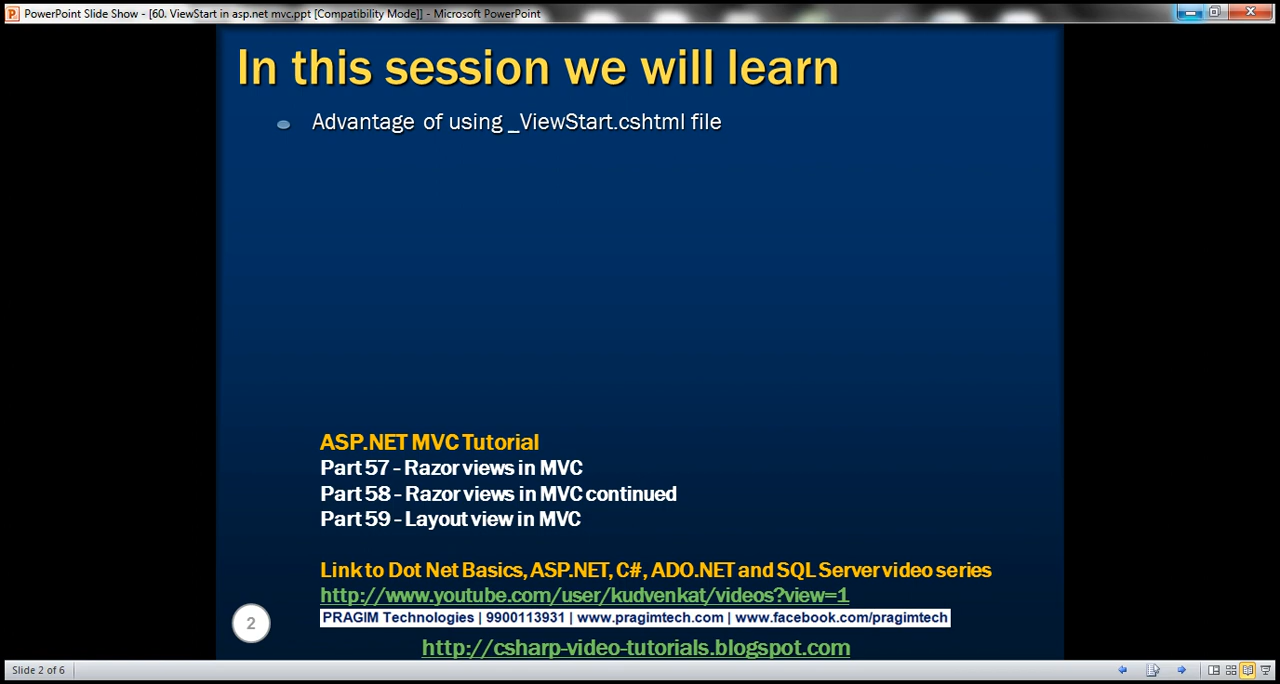 PowerPoint Slide Show - [60. ViewStart in asp.net mvc.ppt [Compatibility Mode]] - Microsoft PowerPoint
In this session we will learn
Advantage of using _ViewStart.cshtml file
ASP.NET MVC Tutorial
Part 57 - Razor views in MVC
Part 58 - Razor views in MVC continued
Part 59 - Layout view in MVC
Link to Dot Net Basics, ASP.NET, C#, ADO.NET and SQL Server video series
http://www.youtube.com/user/kudvenkat/videos?view=1
PRAGIM Technologies | 9900113931 | www.pragimtech.com | www.facebook.com/pragimtech
2
http://csharp-video-tutorials.blogspot.com
Slide 2 of 6